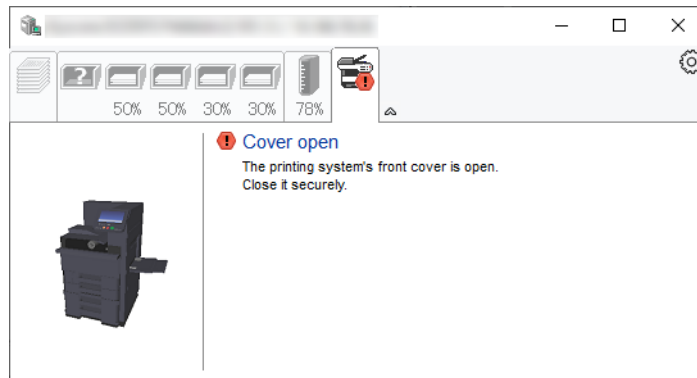 ?
50% 50% 30% 30% 78%
Cover open
The printing system's front cover is open.
Close it securely.